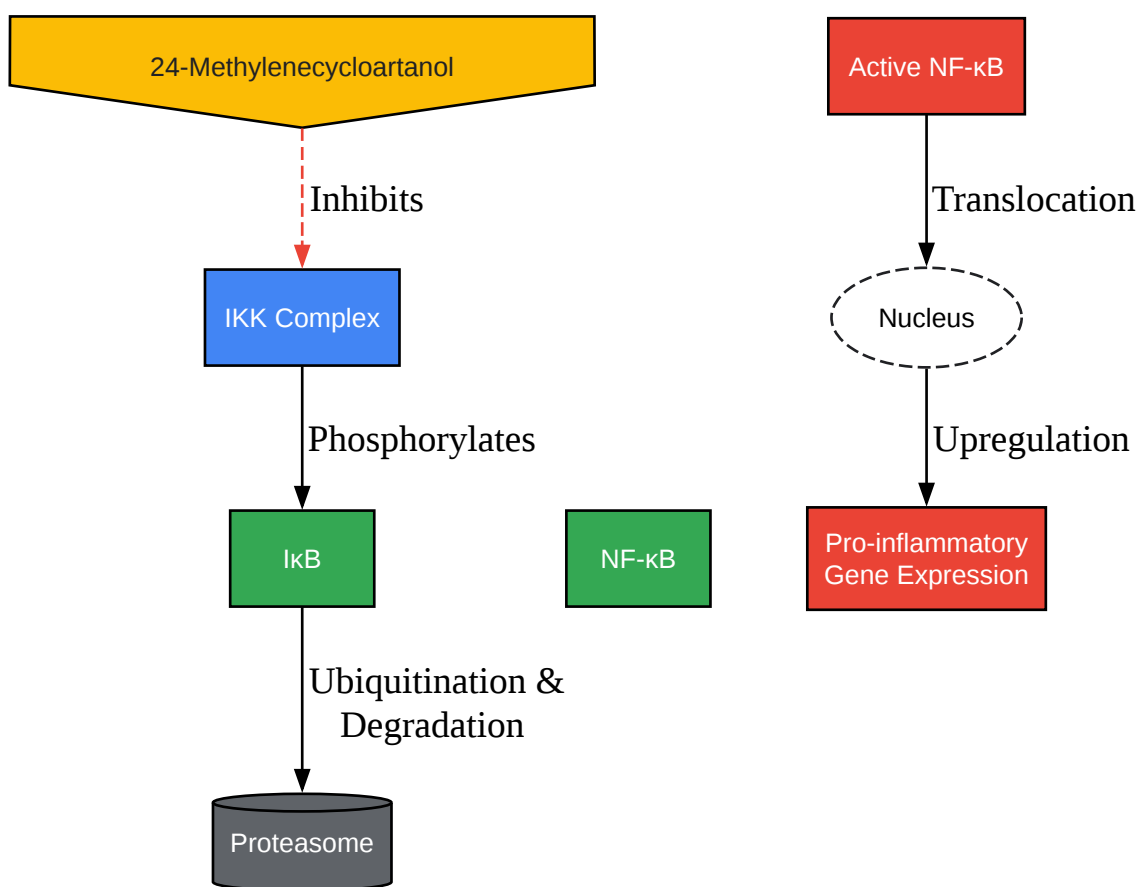 24-Methylenecycloartanol
Active NF-κB
Inhibits
Translocation
IKK Complex
Nucleus
Phosphorylates
Upregulation
IκB
NF-κB
Pro-inflammatory
Gene Expression
Ubiquitination &
Degradation
Proteasome